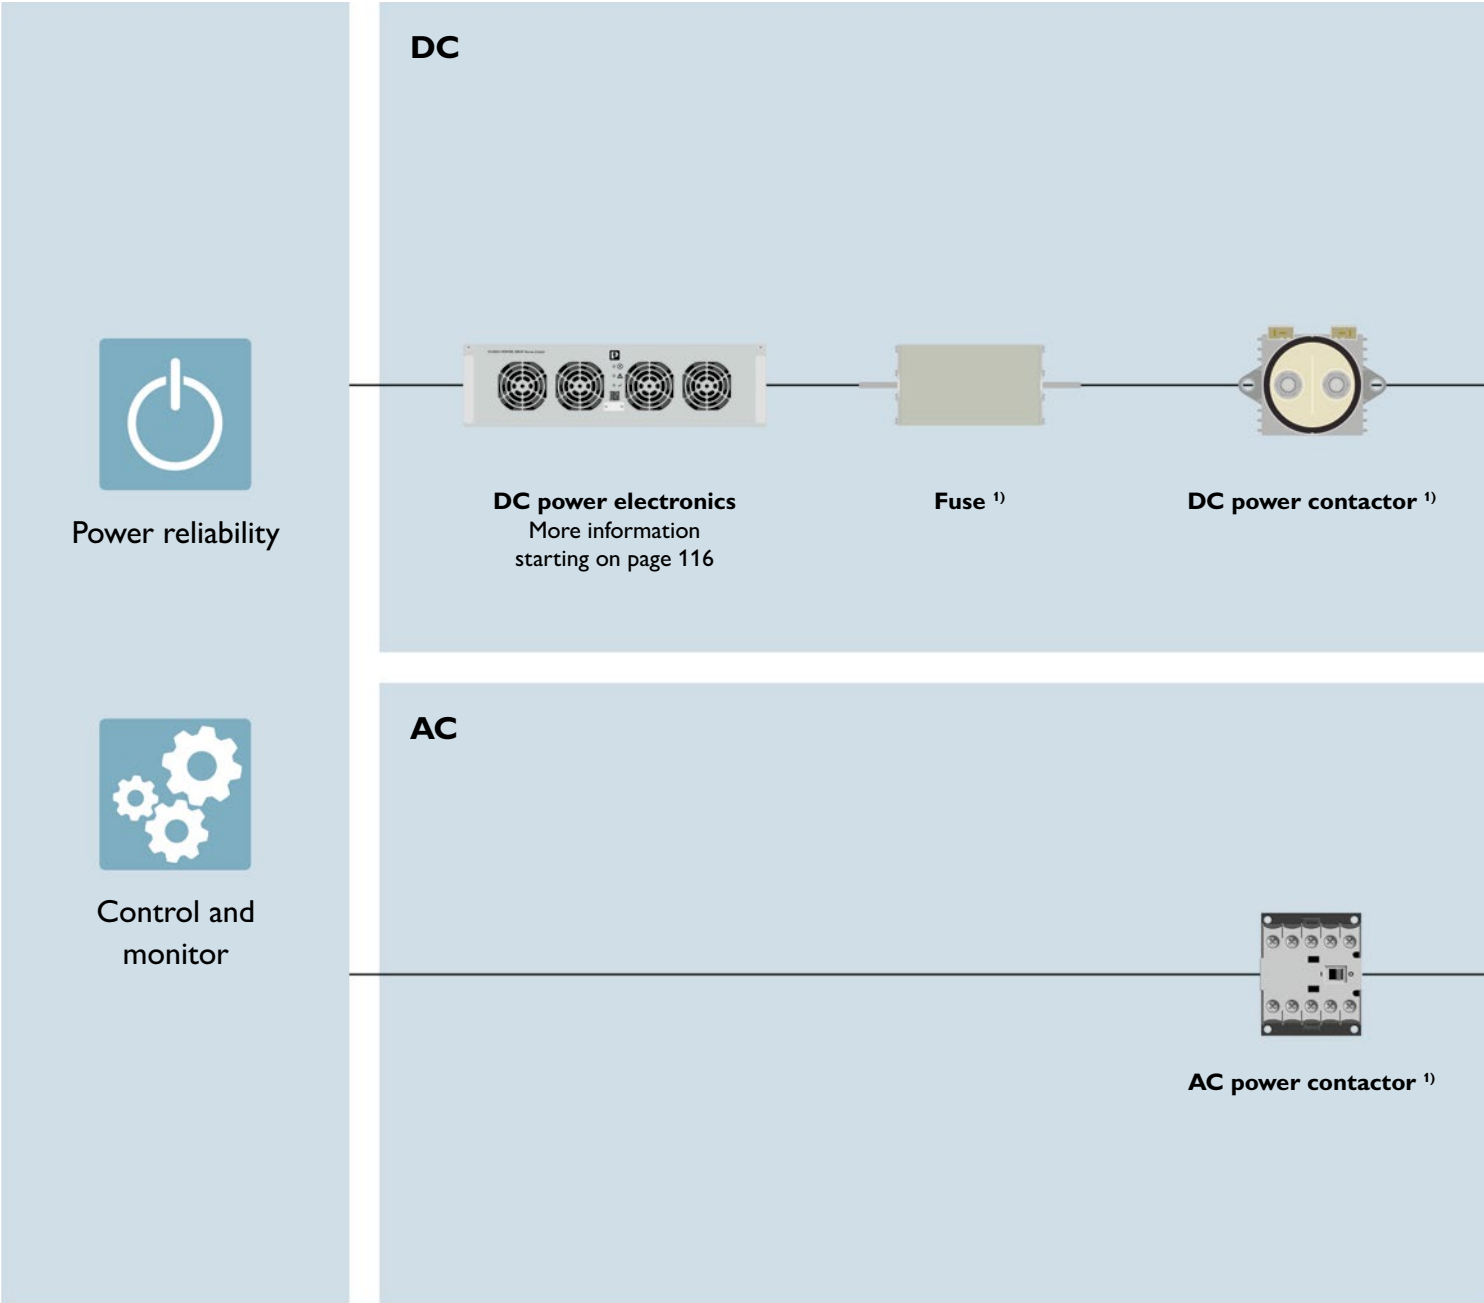 DC
DC power electronics
More information
starting on page 116
Fuse 1)
DC power contactor 1)
Power reliability
AC
Control and
monitor
AC power contactor 1)